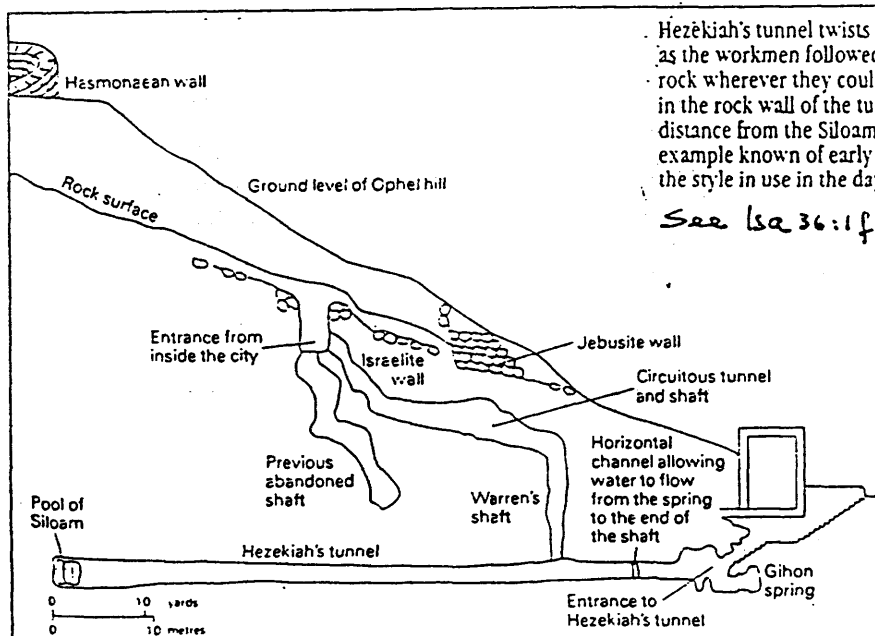 Hezekiah's tunnel twists
as the workmen followed
rock wherever they coul
in the rock wall of the tu
distance from the Siloam
example known of early
the style in use in the da
See Isa 36:1f
Hasmonaean wall
Ground level of Ophel hill
Rock surface
Entrance from
inside the city
Israelite
wall
Jebusite wall
Circuitous tunnel
and shaft
Previous
abandoned
shaft
Warren's
shaft
Horizontal
channel allowing
water to flow
from the spring
to the end of
the shaft
Pool of
Siloam
Hezekiah's tunnel
Gihon
spring
Entrance to
Hezekiah's tunnel
0 10 yards
0 10 metres